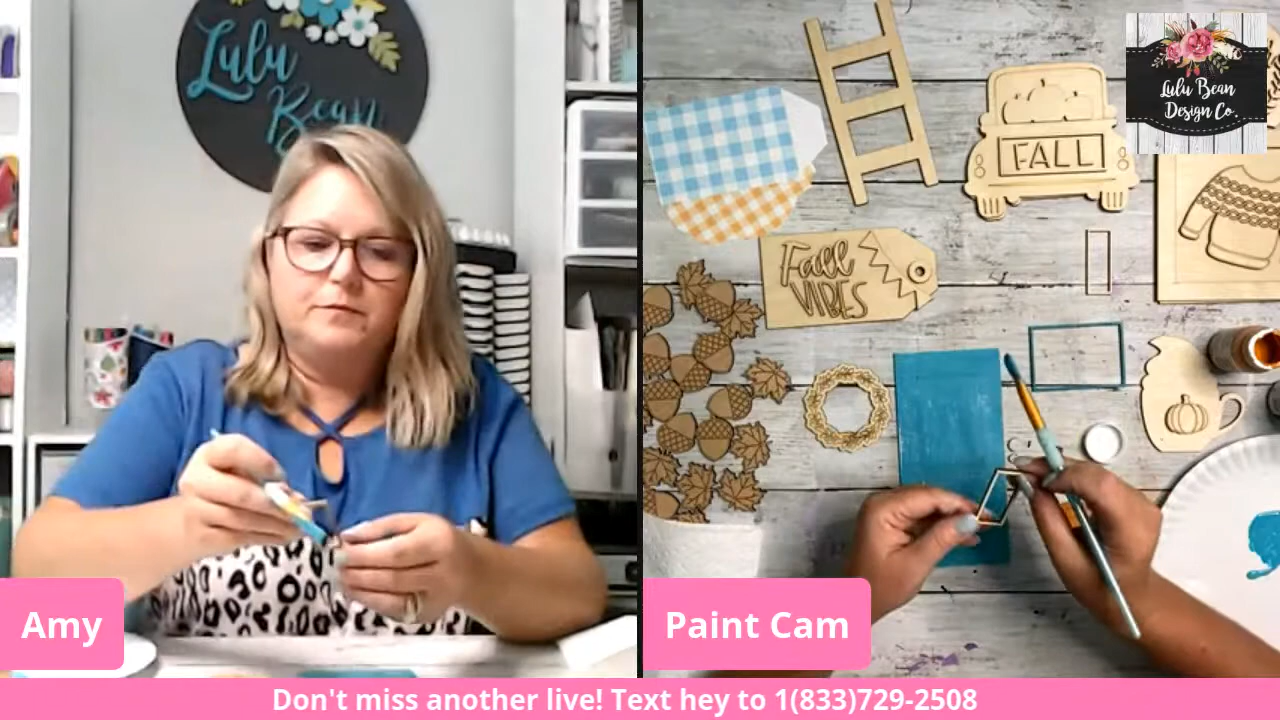 Lulu
Bean
Lulu Bean
Design Co.
FALL
Fall
VIBES
Amy
Paint Cam
Don't miss another live! Text hey to 1(833)729-2508